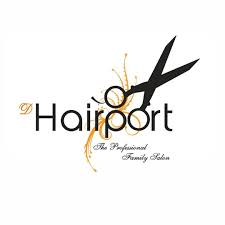 D Hairport
The Professional
Family Salon